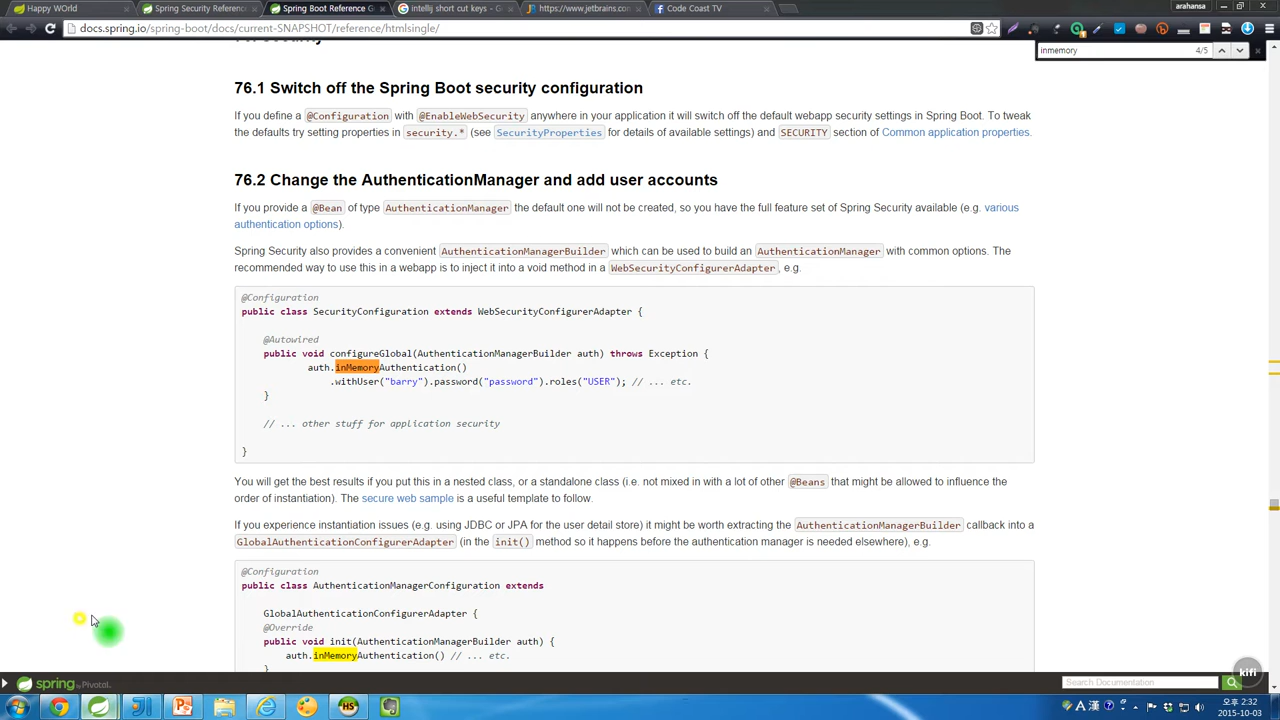 Happy WOrld
Spring Security Reference
Spring Boot Reference G
intellij short cut keys - G
https://www.jetbrains.com
Code Coast TV
arahansa
docs.spring.io/spring-boot/docs/current-SNAPSHOT/reference/htmlsingle/
inmemory 4/5
76.1 Switch off the Spring Boot security configuration
If you define a @Configuration with @EnableWebSecurity anywhere in your application it will switch off the default webapp security settings in Spring Boot. To tweak
the defaults try setting properties in security.* (see SecurityProperties for details of available settings) and SECURITY section of Common application properties.
76.2 Change the AuthenticationManager and add user accounts
If you provide a @Bean of type AuthenticationManager the default one will not be created, so you have the full feature set of Spring Security available (e.g. various
authentication options).
Spring Security also provides a convenient AuthenticationManagerBuilder which can be used to build an AuthenticationManager with common options. The
recommended way to use this in a webapp is to inject it into a void method in a WebSecurityConfigurerAdapter, e.g.
@Configuration
public class SecurityConfiguration extends WebSecurityConfigurerAdapter {
@Autowired
public void configureGlobal(AuthenticationManagerBuilder auth) throws Exception {
auth.inMemoryAuthentication()
.withUser("barry").password("password").roles("USER"); // ... etc.
}
// ... other stuff for application security
}
You will get the best results if you put this in a nested class, or a standalone class (i.e. not mixed in with a lot of other @Beans that might be allowed to influence the
order of instantiation). The secure web sample is a useful template to follow.
If you experience instantiation issues (e.g. using JDBC or JPA for the user detail store) it might be worth extracting the AuthenticationManagerBuilder callback into a
GlobalAuthenticationConfigurerAdapter (in the init() method so it happens before the authentication manager is needed elsewhere), e.g.
@Configuration
public class AuthenticationManagerConfiguration extends
GlobalAuthenticationConfigurerAdapter {
@Override
public void init(AuthenticationManagerBuilder auth) {
auth.inMemoryAuthentication() // ... etc.
}
kifi
spring by Pivotal
Search Documentation
A 漢
오후 2:32
2015-10-03